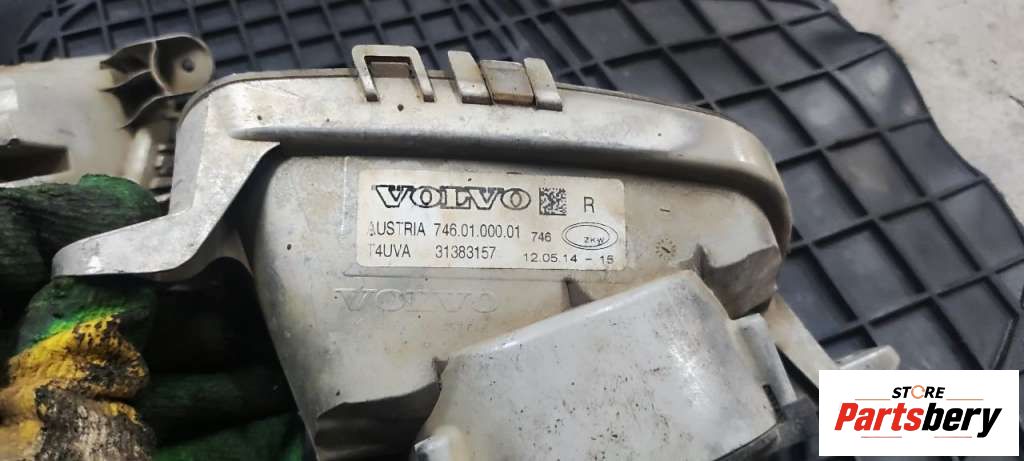 VOLVO R
AUSTRIA 746.01.000.01 746 ZKW
T4UVA 31383157 12.05.14 - 15
VOLVO
STORE
Partsbery